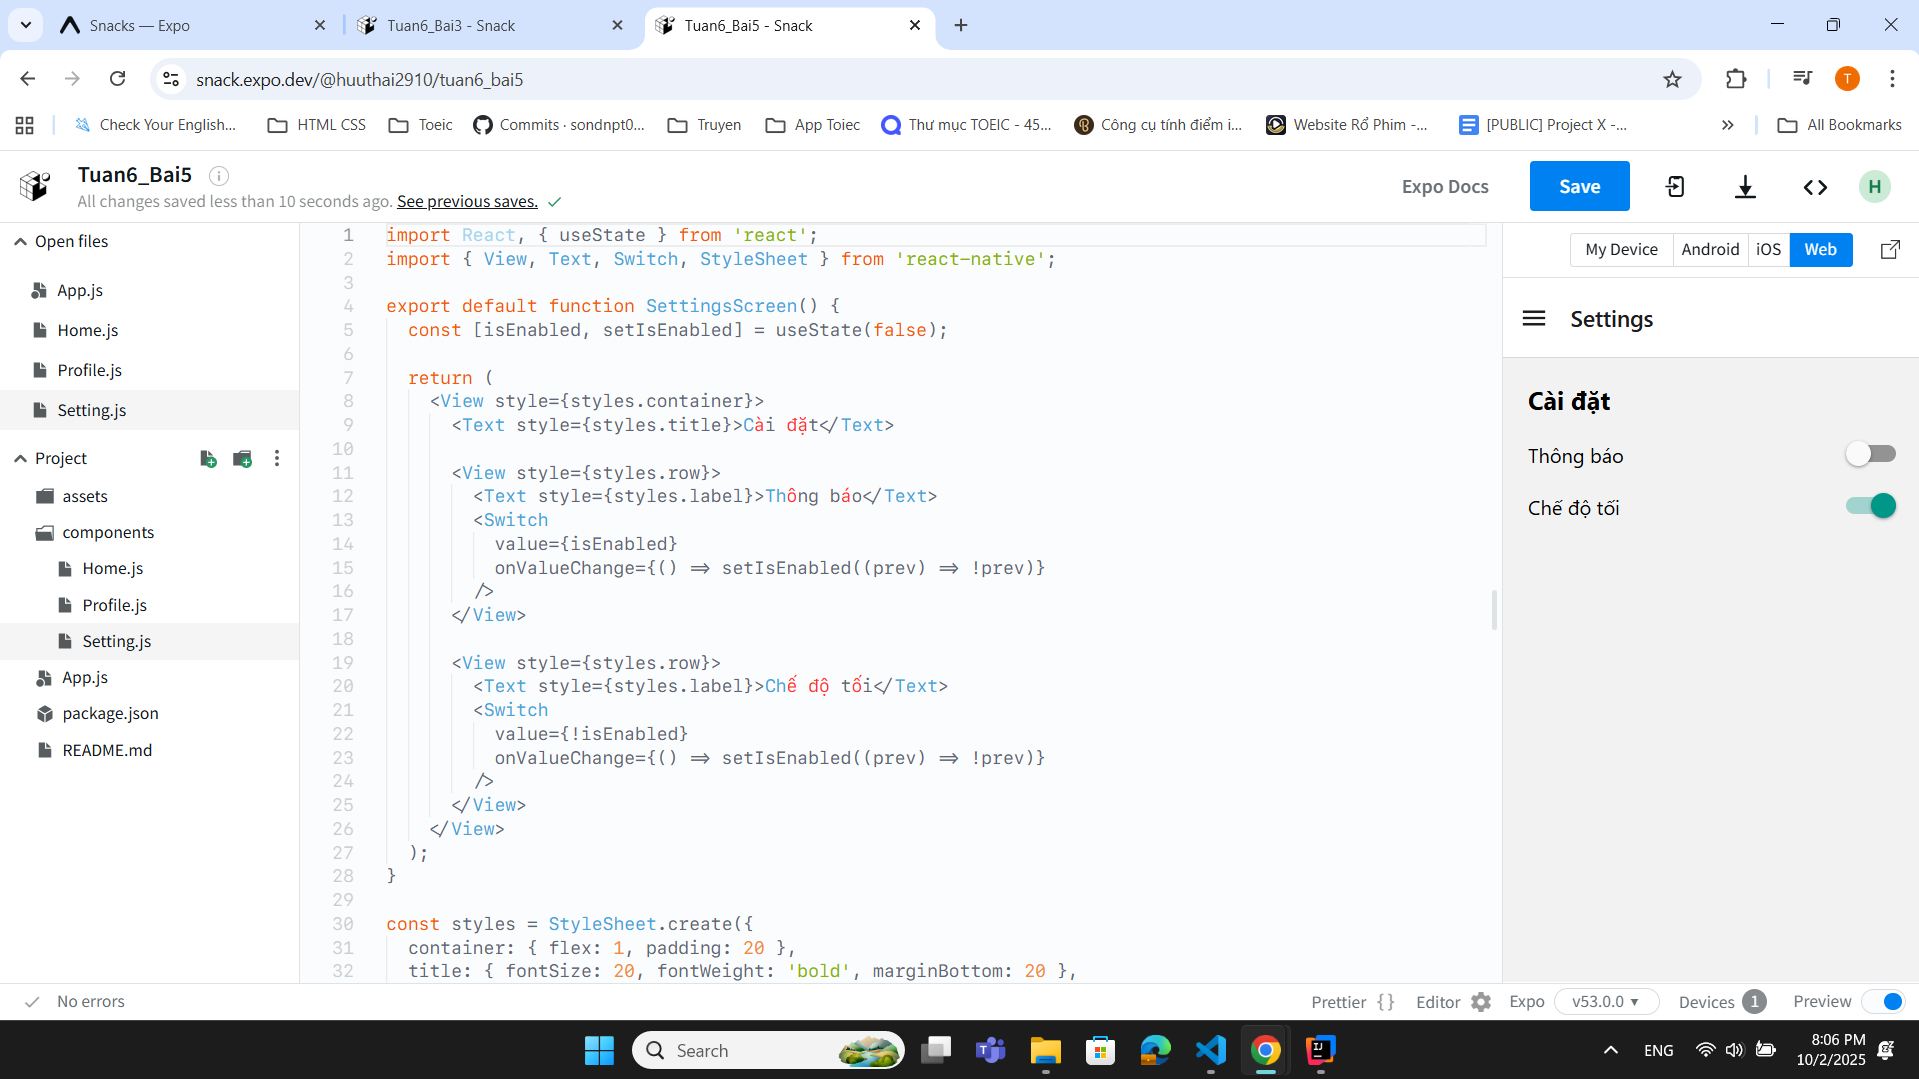 Snacks — Expo
Tuan6_Bai3 - Snack
Tuan6_Bai5 - Snack
snack.expo.dev/@huuthai2910/tuan6_bai5
T
Check Your English...
HTML CSS
Toeic
Commits · sondnpt0...
Truyen
App Toiec
Thư mục TOEIC - 45...
Công cụ tính điểm i...
Website Rổ Phim -...
[PUBLIC] Project X -...
All Bookmarks
Tuan6_Bai5
All changes saved less than 10 seconds ago. See previous saves.
Expo Docs
Save
H
Open files
App.js
Home.js
Profile.js
Setting.js
Project
assets
components
Home.js
Profile.js
Setting.js
App.js
package.json
README.md
1 import React, { useState } from 'react';
2 import { View, Text, Switch, StyleSheet } from 'react-native';
3
4 export default function SettingsScreen() {
5 const [isEnabled, setIsEnabled] = useState(false);
6
7 return (
8 <View style={styles.container}>
9 <Text style={styles.title}>Cài đặt</Text>
10
11 <View style={styles.row}>
12 <Text style={styles.label}>Thông báo</Text>
13 <Switch
14 value={isEnabled}
15 onValueChange={() => setIsEnabled((prev) => !prev)}
16 />
17 </View>
18
19 <View style={styles.row}>
20 <Text style={styles.label}>Chế độ tối</Text>
21 <Switch
22 value={!isEnabled}
23 onValueChange={() => setIsEnabled((prev) => !prev)}
24 />
25 </View>
26 </View>
27 );
28 }
29
30 const styles = StyleSheet.create({
31 container: { flex: 1, padding: 20 },
32 title: { fontSize: 20, fontWeight: 'bold', marginBottom: 20 },
My Device
Android
iOS
Web
Settings
Cài đặt
Thông báo
Chế độ tối
No errors
Prettier {}
Editor
Expo
v53.0.0
Devices 1
Preview
Search
ENG
8:06 PM
10/2/2025